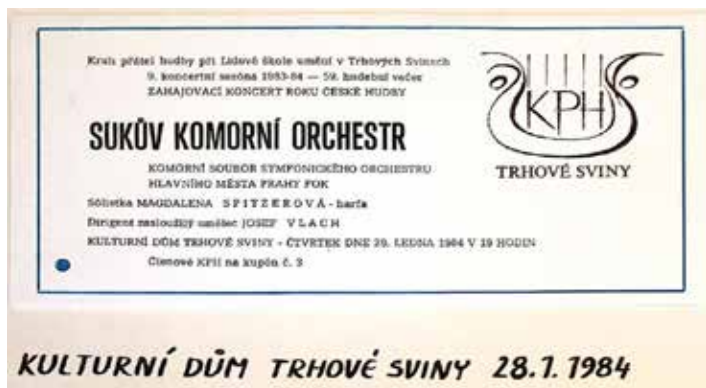 Kruh přátel hudby při Lidové škole umění v Trhových Svinech
9. koncertní sezóna 1983-84 — 59. hudební večer
ZAHAJOVACÍ KONCERT ROKU ČESKÉ HUDBY
SUKŮV KOMORNÍ ORCHESTR
KOMORNÍ SOUBOR SYMFONICKÉHO ORCHESTRU
HLAVNÍHO MĚSTA PRAHY FOK
Sólistka MAGDALENA SPITZEROVÁ - harfa
Dirigent zasloužilý umělec JOSEF VLACH
KULTURNÍ DŮM TRHOVÉ SVINY - ČTVRTEK DNE LEDNA 1984 V 19 HODIN
Členové KPH na kupón č. 3
KPH
TRHOVÉ SVINY
KULTURNÍ DŮM TRHOVÉ SVINY 28.1.1984